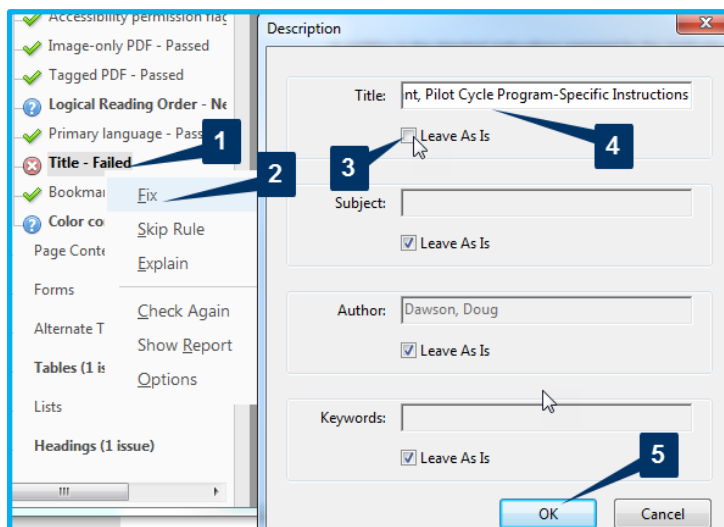 Accessibility permission flag
Image-only PDF - Passed
Tagged PDF - Passed
Logical Reading Order - Ne
Primary language - Pass
Title - Failed
Bookma
Color co
Page Conte
Forms
Alternate T
Tables (1 is
Lists
Headings (1 issue)
1
2
Fix
Skip Rule
Explain
Check Again
Show Report
Options
Description
X
Title:
nt, Pilot Cycle Program-Specific Instructions
Leave As Is
3
4
Subject:
Leave As Is
Author:
Dawson, Doug
Leave As Is
Keywords:
Leave As Is
5
OK
Cancel